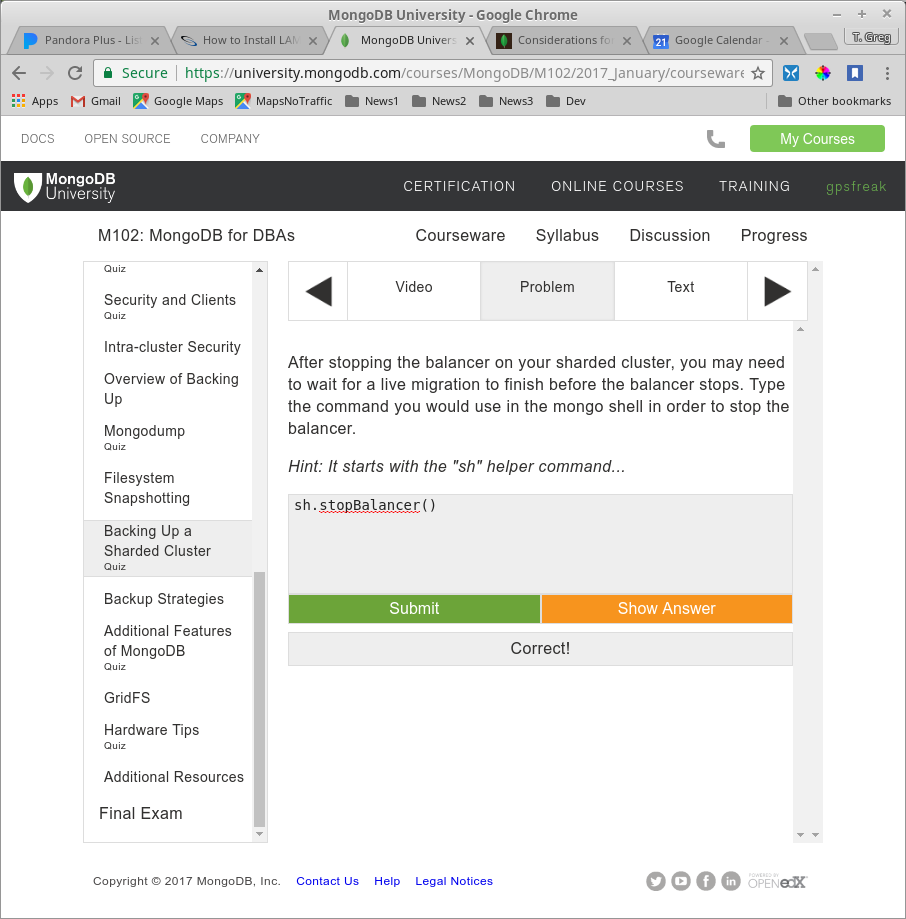 MongoDB University - Google Chrome
Pandora Plus - List
How to Install LAM
MongoDB Univers
Considerations fo
21 Google Calendar -
T. Greg
Secure https://university.mongodb.com/courses/MongoDB/M102/2017_January/courseware
Apps Gmail Google Maps MapsNoTraffic News1 News2 News3 Dev Other bookmarks
DOCS OPEN SOURCE COMPANY My Courses
MongoDB
University
CERTIFICATION ONLINE COURSES TRAINING gpsfreak
M102: MongoDB for DBAs Courseware Syllabus Discussion Progress
Quiz
Security and Clients
Quiz
Intra-cluster Security
Overview of Backing
Up
Mongodump
Quiz
Filesystem
Snapshotting
Backing Up a
Sharded Cluster
Quiz
Backup Strategies
Additional Features
of MongoDB
Quiz
GridFS
Hardware Tips
Quiz
Additional Resources
Final Exam
Video Problem Text
After stopping the balancer on your sharded cluster, you may need
to wait for a live migration to finish before the balancer stops. Type
the command you would use in the mongo shell in order to stop the
balancer.
Hint: It starts with the "sh" helper command...
sh.stopBalancer()
Submit Show Answer
Correct!
Copyright © 2017 MongoDB, Inc. Contact Us Help Legal Notices
POWERED BY
OPEN edX